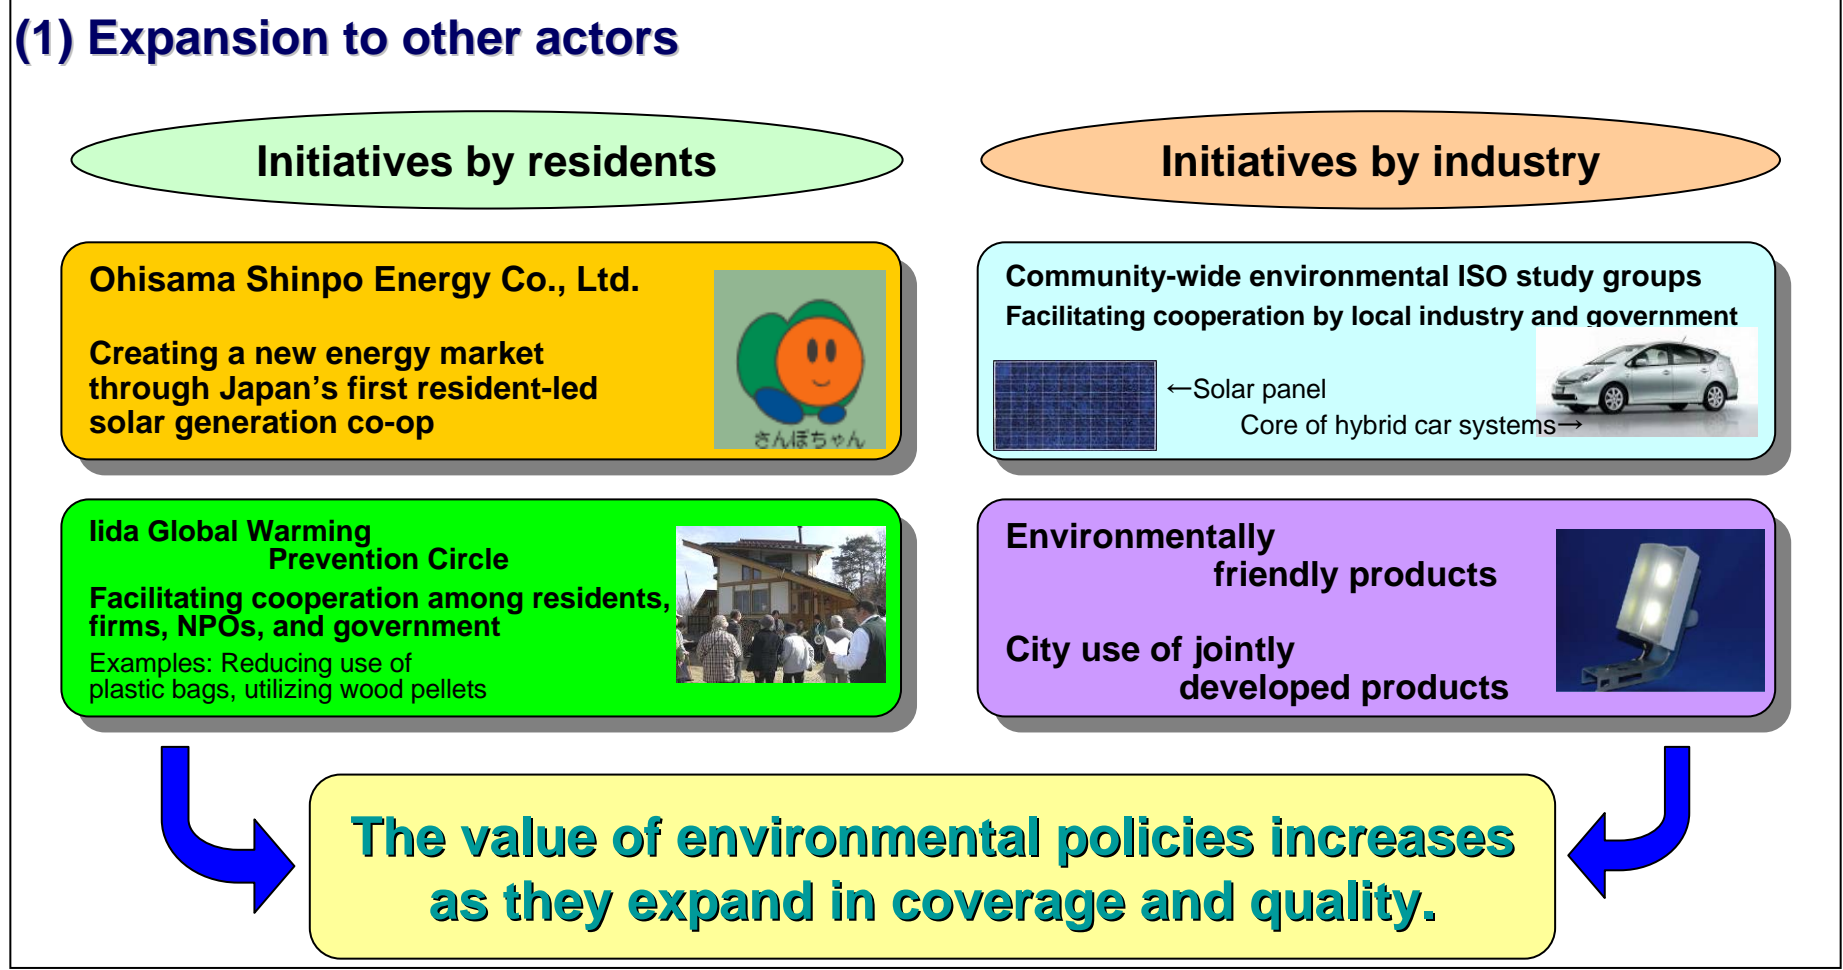 (1) Expansion to other actors
Initiatives by residents
Ohisama Shinpo Energy Co., Ltd.
Creating a new energy market
through Japan’s first resident-led
solar generation co-op
さんぽちゃん
Iida Global Warming
Prevention Circle
Facilitating cooperation among residents,
firms, NPOs, and government
Examples: Reducing use of
plastic bags, utilizing wood pellets
Initiatives by industry
Community-wide environmental ISO study groups
Facilitating cooperation by local industry and government
←Solar panel
Core of hybrid car systems→
Environmentally
friendly products
City use of jointly
developed products
The value of environmental policies increases
as they expand in coverage and quality.